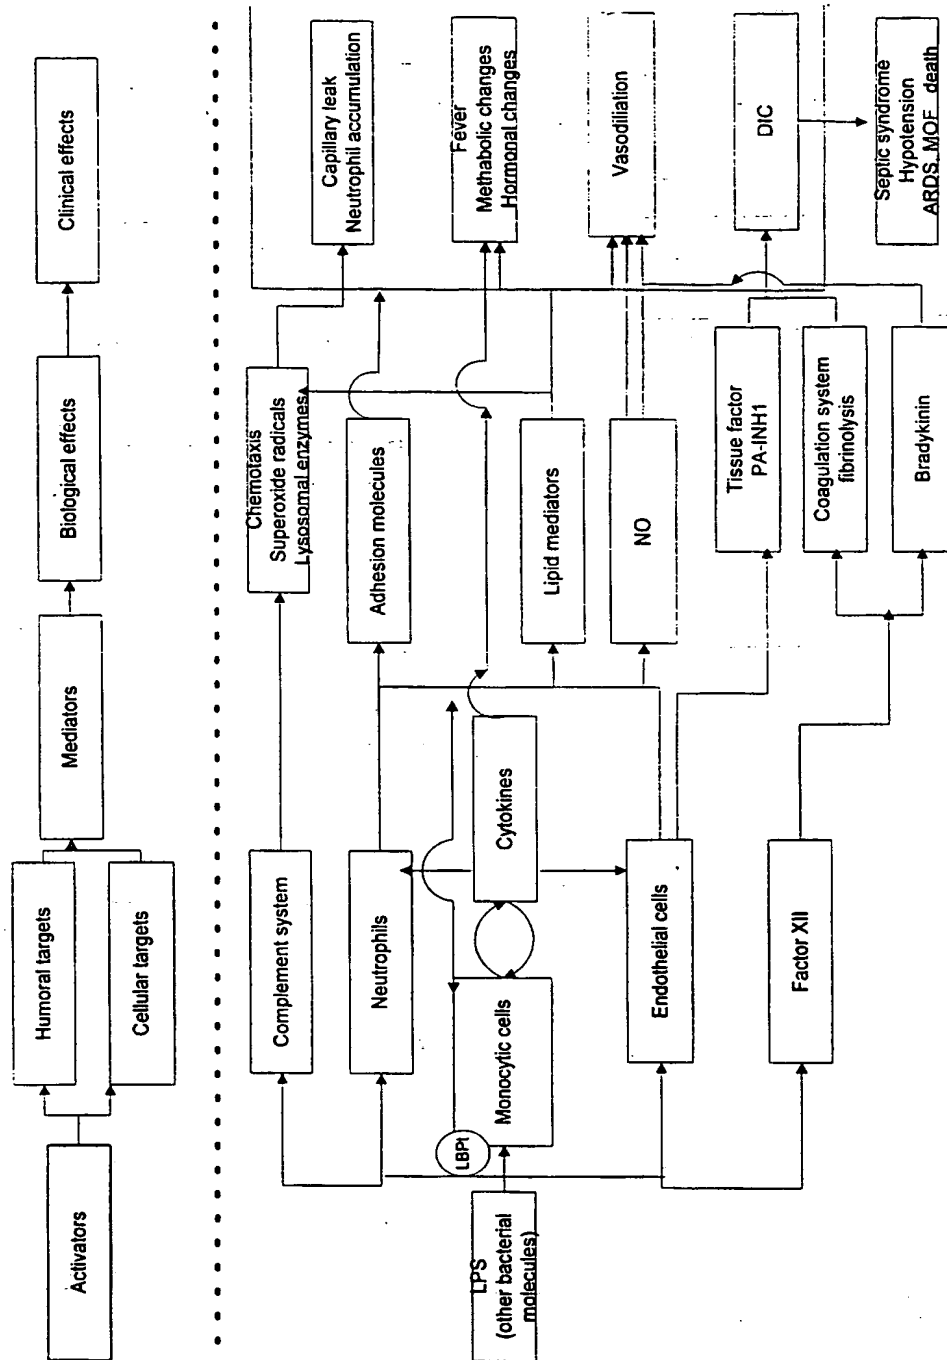 Activators
Humoral targets
Cellular targets
Mediators
Biological effects
Clinical effects
LPS
(other bacterial
molecules)
LBPt
Complement system
Neutrophils
Monocytic cells
Endothelial cells
Factor XII
Cytokines
Chemotaxis
Superoxide radicals
Lysosomal enzymes
Adhesion molecules
Lipid mediators
NO
Tissue factor
PA-INH1
Coagulation system
fibrinolysis
Bradykinin
Capillary leak
Neutrophil accumulation
Fever
Methabolic changes
Hormonal changes
Vasodiliation
DIC
Septic syndrome
Hypotension
ARDS, MOF death